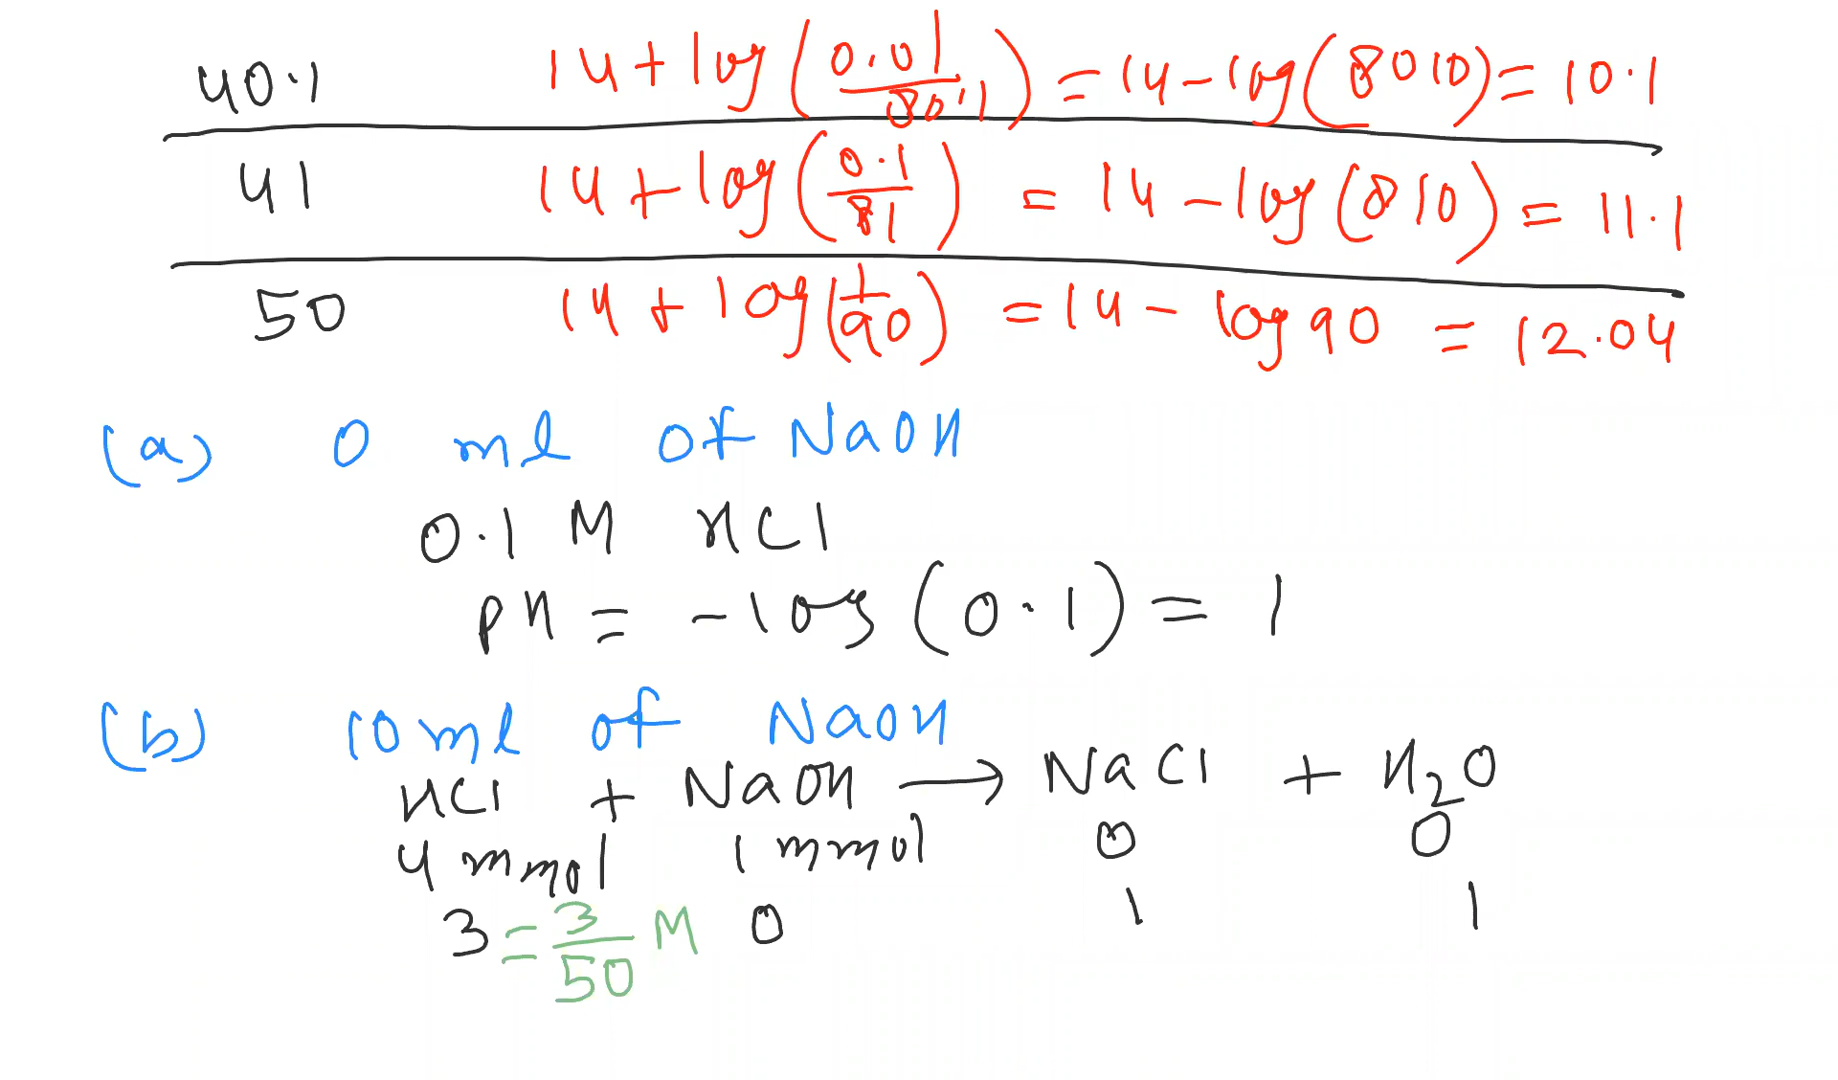 40.1 14 + log(0.01/80.1) = 14 - log(8010) = 10.1
41 14 + log(0.1/81) = 14 - log(810) = 11.1
50 14 + log(1/90) = 14 - log 90 = 12.04
(a) 0 ml of NaOH
0.1 M HCl
pH = -log(0.1) = 1
(b) 10 ml of NaOH
HCl + NaOH → NaCl + H₂O
4 mmol 1 mmol 0 0
3 = 3/50 M 0 1 1